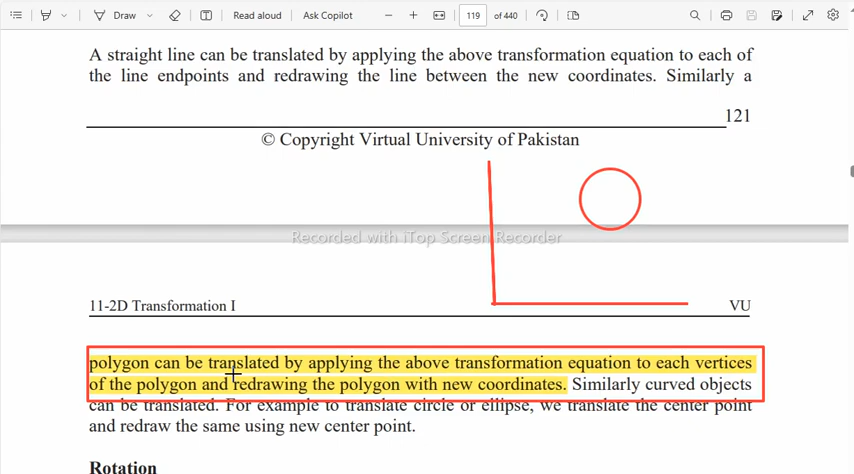 Draw
Read aloud
Ask Copilot
119
of 440
A straight line can be translated by applying the above transformation equation to each of
the line endpoints and redrawing the line between the new coordinates. Similarly a
121
© Copyright Virtual University of Pakistan
Recorded with iTop Screen Recorder
11-2D Transformation I
VU
polygon can be translated by applying the above transformation equation to each vertices
of the polygon and redrawing the polygon with new coordinates. Similarly curved objects
can be translated. For example to translate circle or ellipse, we translate the center point
and redraw the same using new center point.
Rotation